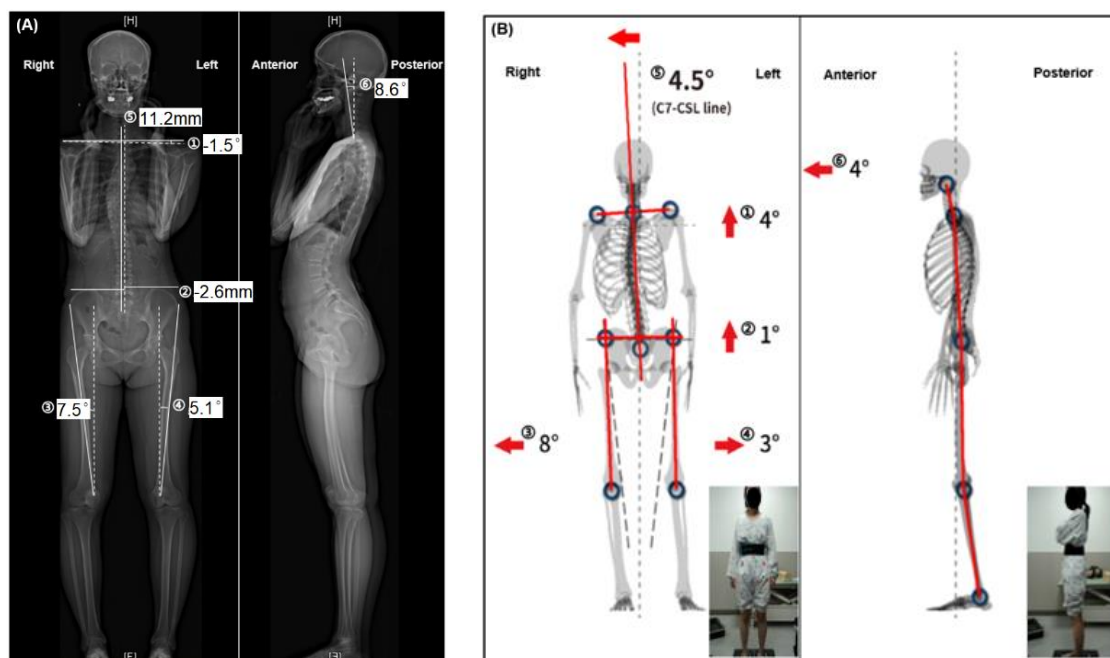 (A)
[H]
[H]
Right
Left
Anterior
Posterior
⑥ 8.6°
⑤ 11.2mm
① -1.5°
② -2.6mm
③ 7.5°
④ 5.1°
(B)
Right
⑤ 4.5°
Left
(C7-CSL line)
① 4°
② 1°
③ 8°
④ 3°
Anterior
Posterior
⑥ 4°